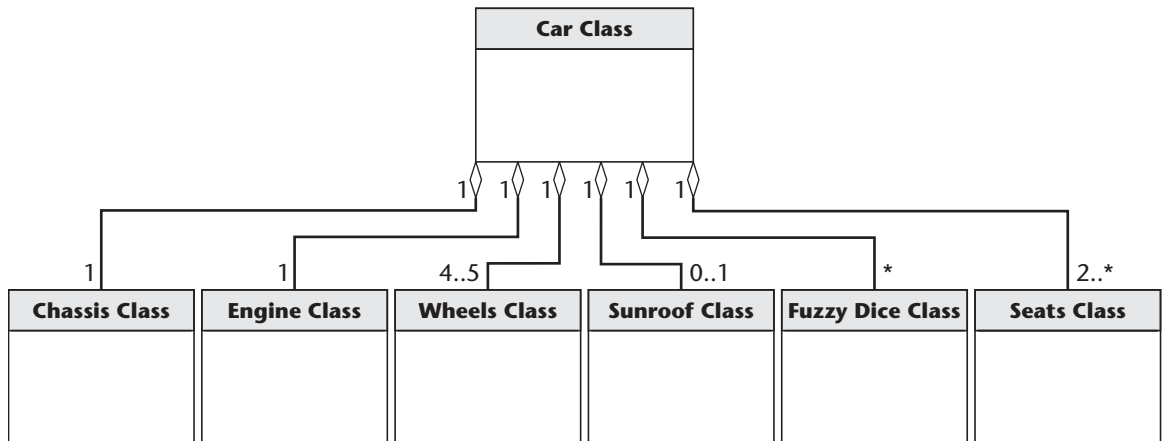 Car Class
1 1 1 1 1 1
1 1 4..5 0..1 * 2..*
Chassis Class Engine Class Wheels Class Sunroof Class Fuzzy Dice Class Seats Class